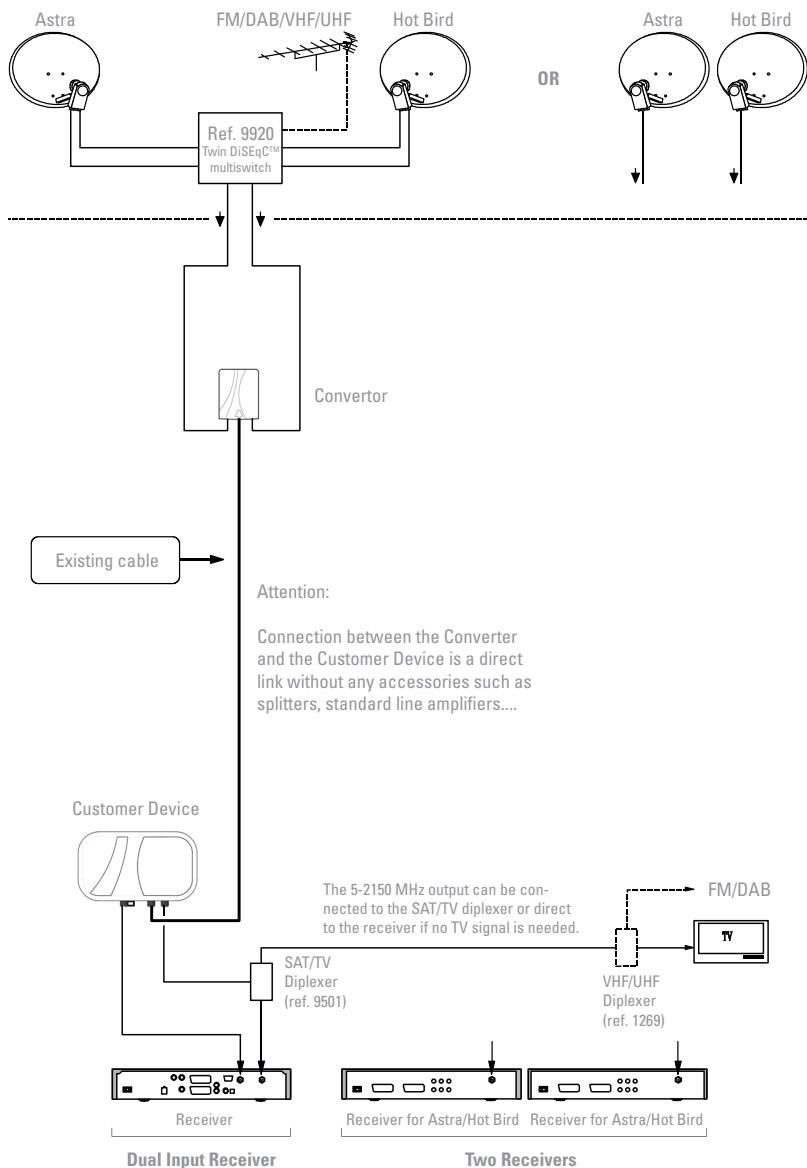 Astra
FM/DAB/VHF/UHF
Hot Bird
OR
Astra
Hot Bird
Ref. 9920
Twin DiSEqC™
multiswitch
Convertor
Existing cable
Attention:
Connection between the Converter
and the Customer Device is a direct
link without any accessories such as
splitters, standard line amplifiers....
Customer Device
The 5-2150 MHz output can be con-
nected to the SAT/TV diplexer or direct
to the receiver if no TV signal is needed.
FM/DAB
TV
SAT/TV
Diplexer
(ref. 9501)
VHF/UHF
Diplexer
(ref. 1269)
Receiver
Receiver for Astra/Hot Bird
Receiver for Astra/Hot Bird
Dual Input Receiver
Two Receivers